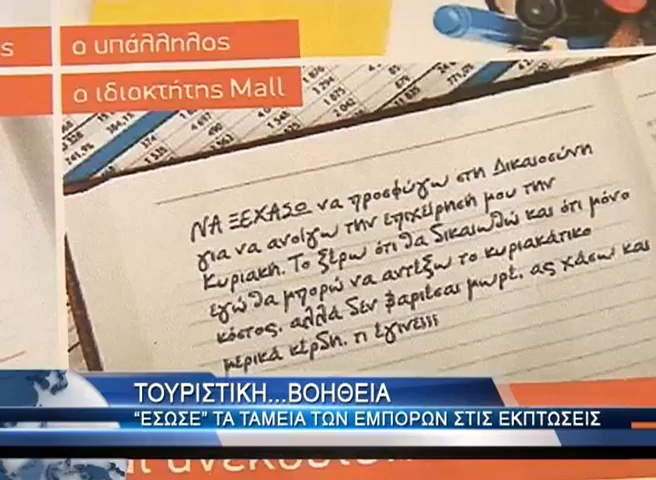 ο υπάλληλος
ο ιδιοκτήτης Mall
ΝΑ ΞΕΧΑΣΩ να προσφύγω στη Δικαιοσύνη
για να ανοίγω την επιχείρησή μου την
Κυριακή. Το ξέρω ότι θα δικαιωθώ και ότι μόνο
εγώ θα μπορώ να αντέξω το κυριακάτικο
κόστος, αλλά δεν βαριέσαι μωρέ, ας χάσω και
μερικά κέρδη, τι έγινε!!!
ΤΟΥΡΙΣΤΙΚΗ...ΒΟΗΘΕΙΑ
“ΕΣΩΣΕ” ΤΑ ΤΑΜΕΙΑ ΤΩΝ ΕΜΠΟΡΩΝ ΣΤΙΣ ΕΚΠΤΩΣΕΙΣ